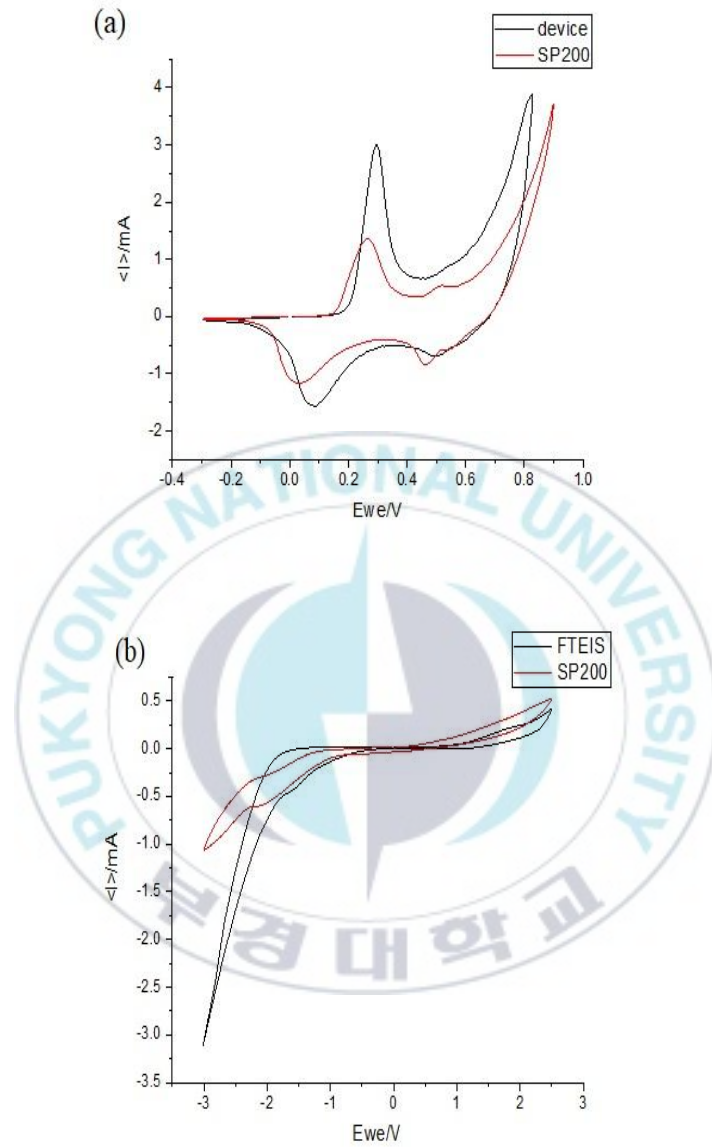 (a)
device
SP200
4
3
2
1
0
-1
-2
<I>/mA
-0.4 -0.2 0.0 0.2 0.4 0.6 0.8 1.0
Ewe/V
PUKYONG NATIONAL UNIVERSITY
부경대학교
(b)
FTEIS
SP200
0.5
0.0
-0.5
-1.0
-1.5
-2.0
-2.5
-3.0
-3.5
<I>/mA
-3 -2 -1 0 1 2 3
Ewe/V